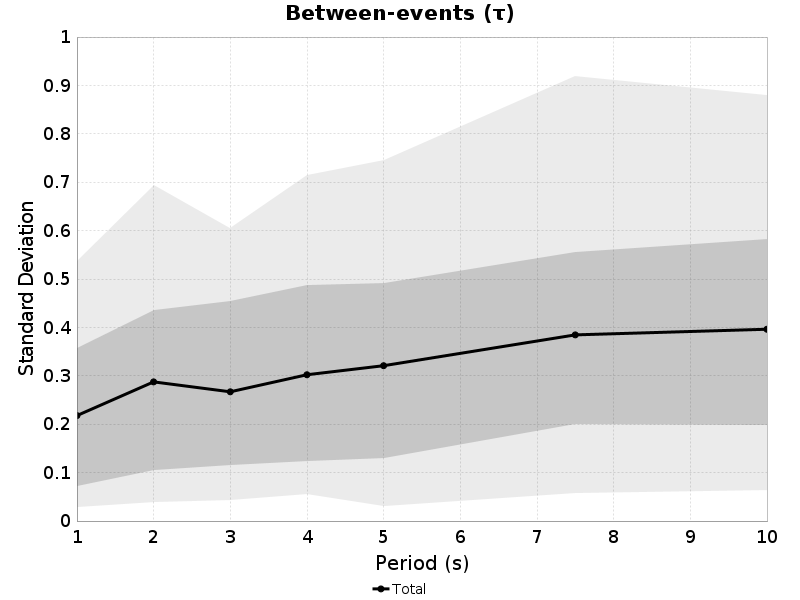 Between-events (τ)
Standard Deviation
1
0.9
0.8
0.7
0.6
0.5
0.4
0.3
0.2
0.1
0
1 2 3 4 5 6 7 8 9 10
Period (s)
Total